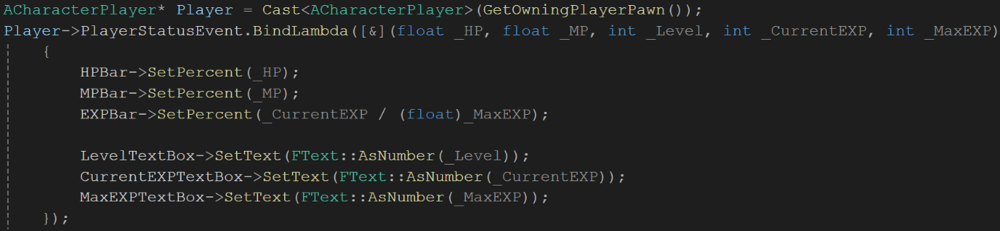 ACharacterPlayer* Player = Cast<ACharacterPlayer>(GetOwningPlayerPawn());
Player->PlayerStatusEvent.BindLambda([&](float _HP, float _MP, int _Level, int _CurrentEXP, int _MaxEXP)
{
HPBar->SetPercent(_HP);
MPBar->SetPercent(_MP);
EXPBar->SetPercent(_CurrentEXP / (float)_MaxEXP);
LevelTextBox->SetText(FText::AsNumber(_Level));
CurrentEXPTextBox->SetText(FText::AsNumber(_CurrentEXP));
MaxEXPTextBox->SetText(FText::AsNumber(_MaxEXP));
});